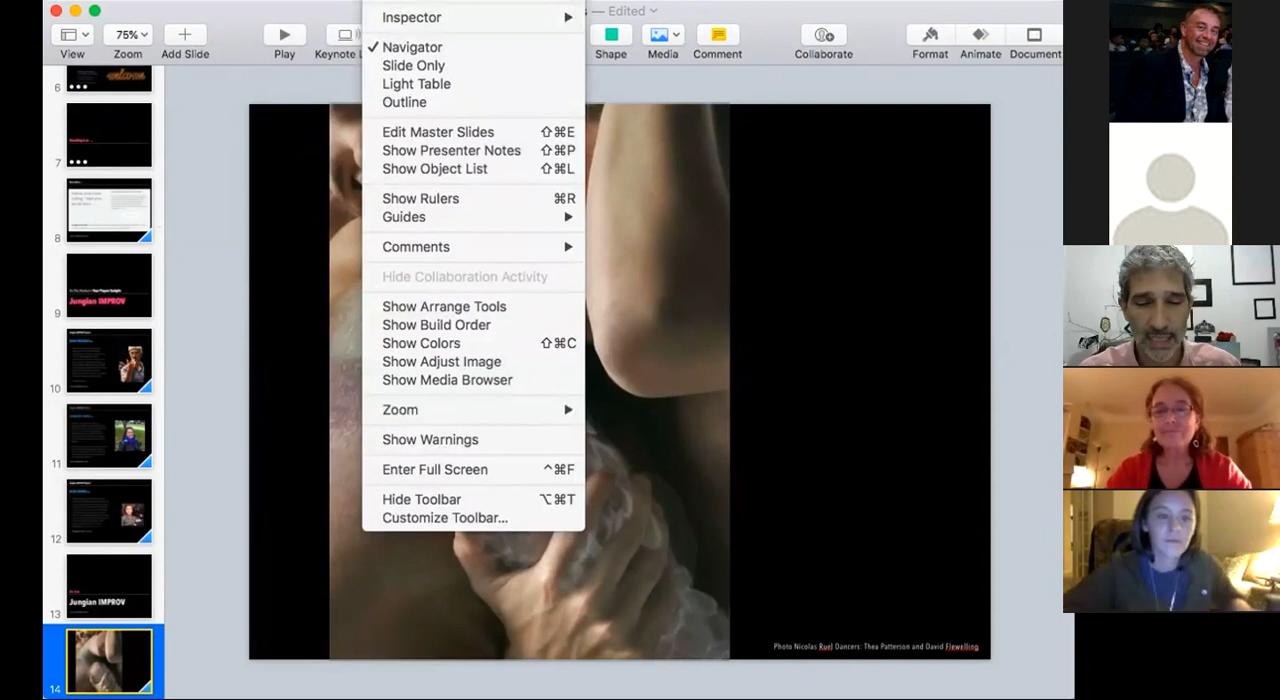 — Edited
75%
View
Zoom
Add Slide
Play
Keynote L
Shape
Media
Comment
Collaborate
Format
Animate
Document
Inspector
✓ Navigator
Slide Only
Light Table
Outline
Edit Master Slides ⇧⌘E
Show Presenter Notes ⇧⌘P
Show Object List ⇧⌘L
Show Rulers ⌘R
Guides
Comments
Hide Collaboration Activity
Show Arrange Tools
Show Build Order
Show Colors ⇧⌘C
Show Adjust Image
Show Media Browser
Zoom
Show Warnings
Enter Full Screen ^⌘F
Hide Toolbar ⌥⌘T
Customize Toolbar...
6
welcome
7
8
9
Jungian IMPROV
10
11
12
13
Jungian IMPROV
14
Photo Nicolas Ruel Dancers: Thea Patterson and David Flewelling